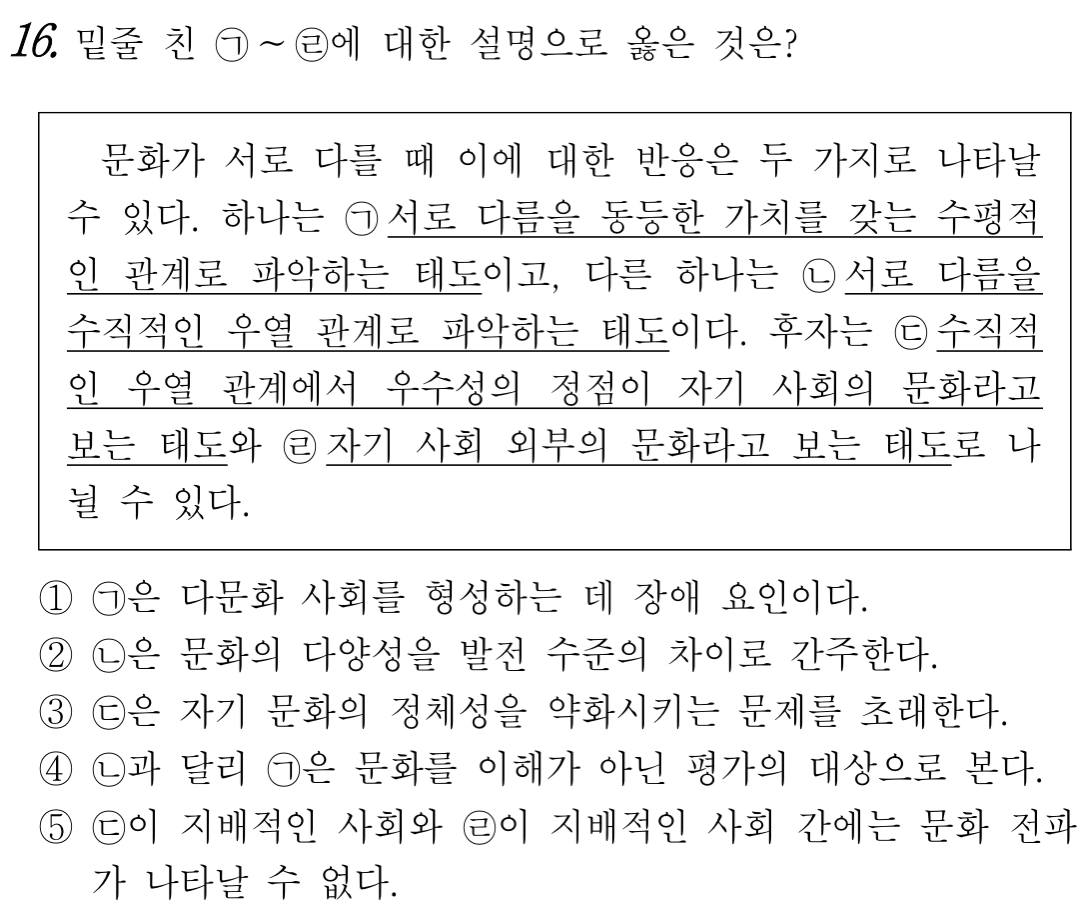 16. 밑줄 친 ㉠~㉣에 대한 설명으로 옳은 것은?
문화가 서로 다를 때 이에 대한 반응은 두 가지로 나타날
수 있다. 하나는 ㉠서로 다름을 동등한 가치를 갖는 수평적
인 관계로 파악하는 태도이고, 다른 하나는 ㉡서로 다름을
수직적인 우열 관계로 파악하는 태도이다. 후자는 ㉢수직적
인 우열 관계에서 우수성의 정점이 자기 사회의 문화라고
보는 태도와 ㉣자기 사회 외부의 문화라고 보는 태도로 나
뉠 수 있다.
① ㉠은 다문화 사회를 형성하는 데 장애 요인이다.
② ㉡은 문화의 다양성을 발전 수준의 차이로 간주한다.
③ ㉢은 자기 문화의 정체성을 약화시키는 문제를 초래한다.
④ ㉡과 달리 ㉠은 문화를 이해가 아닌 평가의 대상으로 본다.
⑤ ㉢이 지배적인 사회와 ㉣이 지배적인 사회 간에는 문화 전파
가 나타날 수 없다.